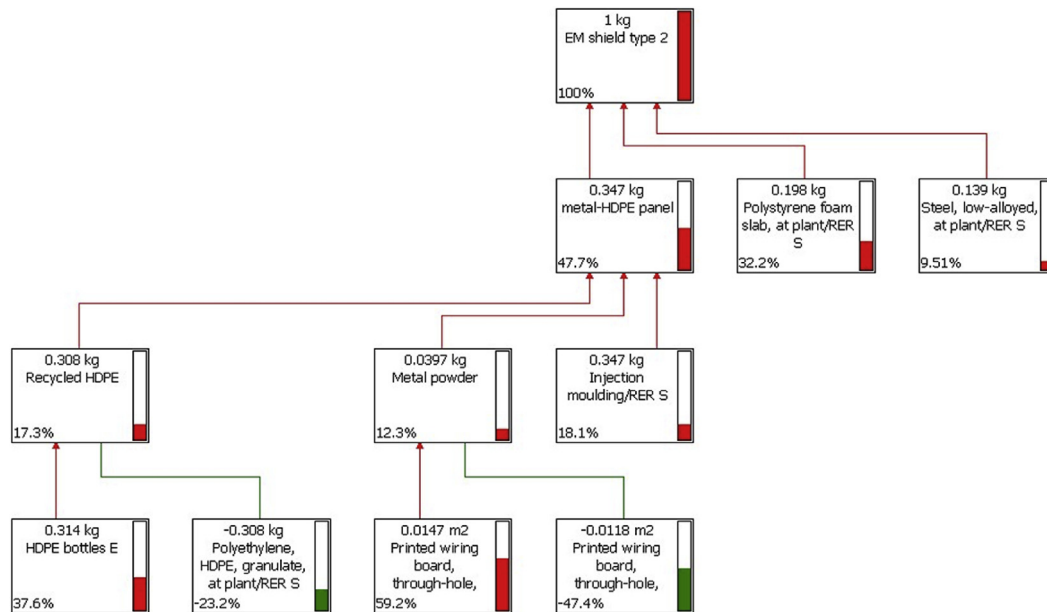 1 kg
EM shield type 2
100%
0.347 kg
metal-HDPE panel
47.7%
0.198 kg
Polystyrene foam
slab, at plant/RER
S
32.2%
0.139 kg
Steel, low-alloyed,
at plant/RER S
9.51%
0.308 kg
Recycled HDPE
17.3%
0.0397 kg
Metal powder
12.3%
0.347 kg
Injection
moulding/RER S
18.1%
0.314 kg
HDPE bottles E
37.6%
-0.308 kg
Polyethylene,
HDPE, granulate,
at plant/RER S
-23.2%
0.0147 m2
Printed wiring
board,
through-hole,
59.2%
-0.0118 m2
Printed wiring
board,
through-hole,
-47.4%